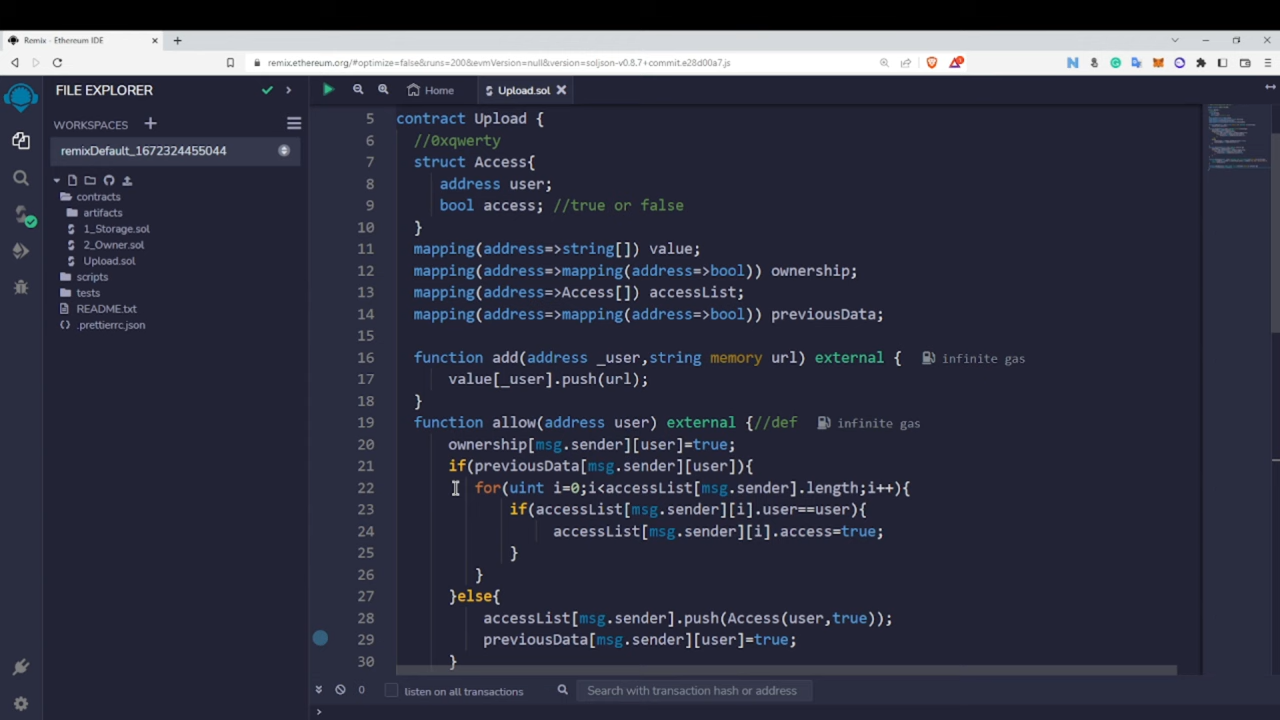 Remix - Ethereum IDE
remix.ethereum.org/#optimize=false&runs=200&evmVersion=null&version=soljson-v0.8.7+commit.e28d00a7.js
FILE EXPLORER
Home
Upload.sol
WORKSPACES
remixDefault_1672324455044
contracts
artifacts
1_Storage.sol
2_Owner.sol
Upload.sol
scripts
tests
README.txt
.prettierrc.json
5 contract Upload {
6 //0xqwerty
7 struct Access{
8 address user;
9 bool access; //true or false
10 }
11 mapping(address=>string[]) value;
12 mapping(address=>mapping(address=>bool)) ownership;
13 mapping(address=>Access[]) accessList;
14 mapping(address=>mapping(address=>bool)) previousData;
15
16 function add(address _user,string memory url) external { infinite gas
17 value[_user].push(url);
18 }
19 function allow(address user) external {//def infinite gas
20 ownership[msg.sender][user]=true;
21 if(previousData[msg.sender][user]){
22 for(uint i=0;i<accessList[msg.sender].length;i++){
23 if(accessList[msg.sender][i].user==user){
24 accessList[msg.sender][i].access=true;
25 }
26 }
27 }else{
28 accessList[msg.sender].push(Access(user,true));
29 previousData[msg.sender][user]=true;
30 }
0 listen on all transactions Search with transaction hash or address
>